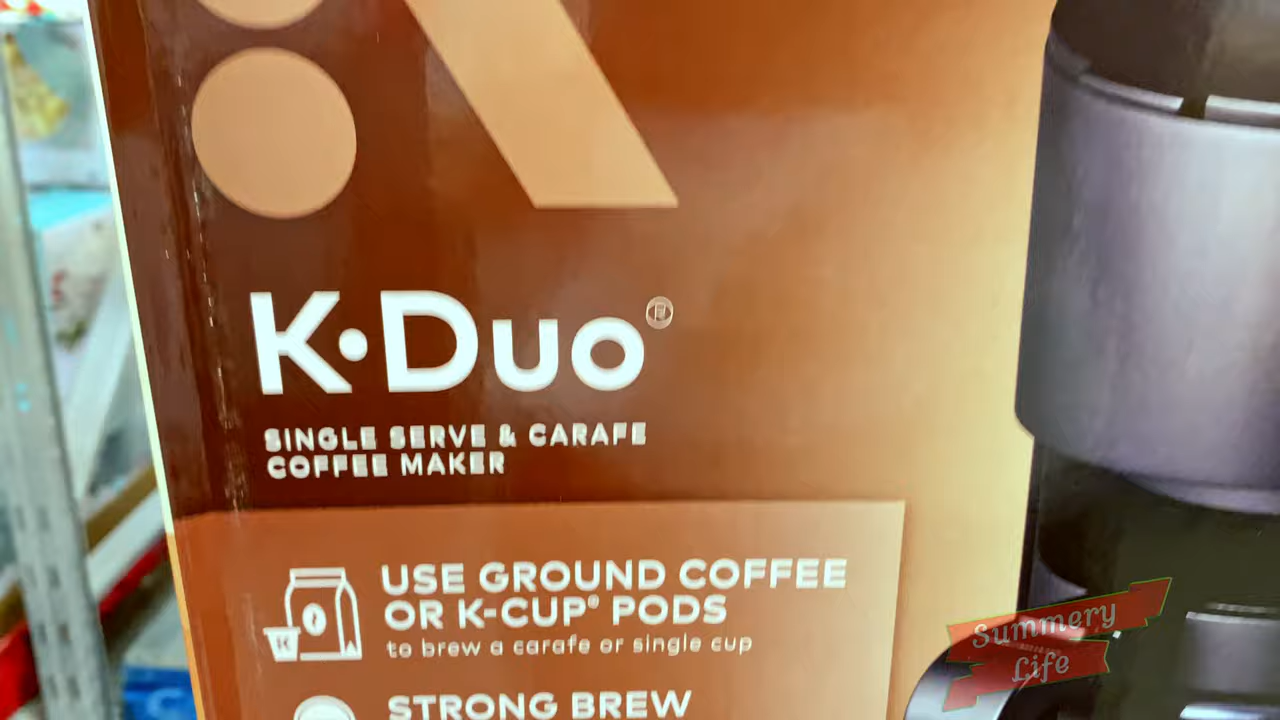 K•Duo®
SINGLE SERVE & CARAFE
COFFEE MAKER
USE GROUND COFFEE
OR K-CUP® PODS
to brew a carafe or single cup
K
STRONG BREW
Summery
Life